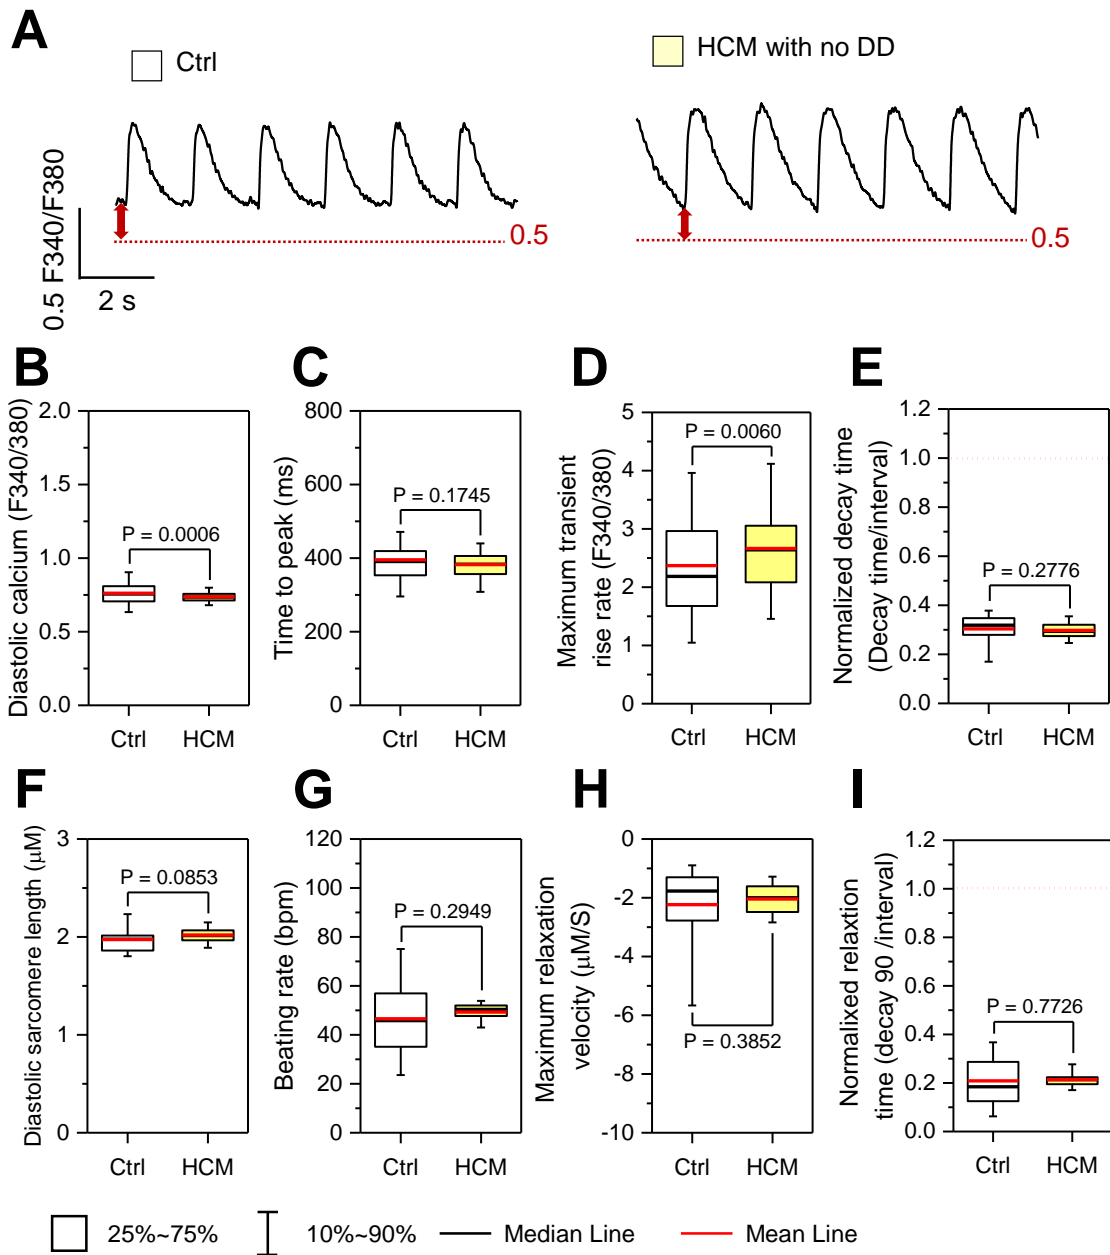 A
Ctrl
HCM with no DD
0.5 F340/F380
2 s
0.5
0.5
B
Diastolic calcium (F340/380)
2.0
1.5
1.0
0.5
0.0
P = 0.0006
Ctrl
HCM
C
Time to peak (ms)
800
600
400
200
0
P = 0.1745
Ctrl
HCM
D
Maximum transient
rise rate (F340/380)
5
4
3
2
1
0
P = 0.0060
Ctrl
HCM
E
Normalized decay time
(Decay time/interval)
1.2
1.0
0.8
0.6
0.4
0.2
0.0
P = 0.2776
Ctrl
HCM
F
Diastolic sarcomere length (μM)
3
2
1
0
P = 0.0853
Ctrl
HCM
G
Beating rate (bpm)
120
100
80
60
40
20
0
P = 0.2949
Ctrl
HCM
H
Maximum relaxation
velocity (μM/S)
0
-2
-4
-6
-8
-10
P = 0.3852
Ctrl
HCM
I
Normalized relaxtion
time (decay 90 /interval)
1.2
1.0
0.8
0.6
0.4
0.2
0.0
P = 0.7726
Ctrl
HCM
25%~75%
10%~90%
Median Line
Mean Line